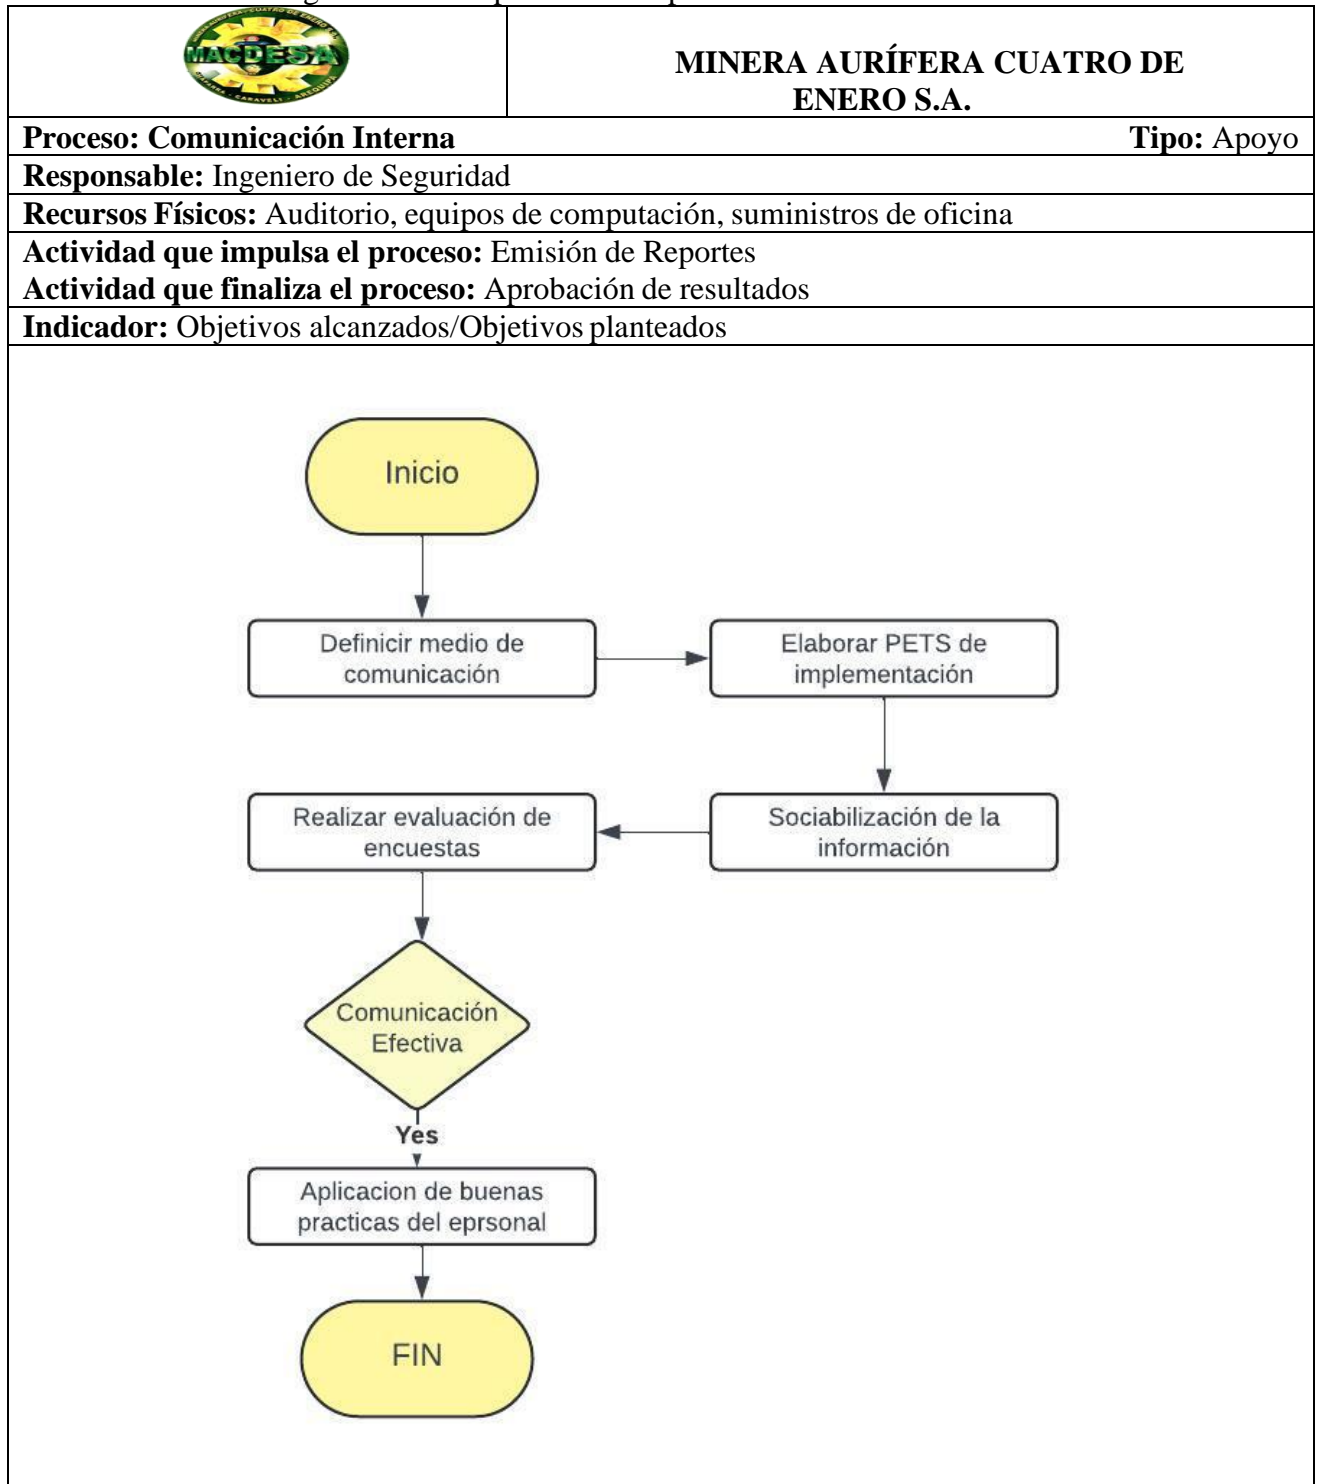 MACDESA
MINERA AURÍFERA CUATRO DE
ENERO S.A.
Proceso: Comunicación Interna Tipo: Apoyo
Responsable: Ingeniero de Seguridad
Recursos Físicos: Auditorio, equipos de computación, suministros de oficina
Actividad que impulsa el proceso: Emisión de Reportes
Actividad que finaliza el proceso: Aprobación de resultados
Indicador: Objetivos alcanzados/Objetivos planteados
Inicio
Definicir medio de
comunicación
Elaborar PETS de
implementación
Sociabilización de la
información
Realizar evaluación de
encuestas
Comunicación
Efectiva
Yes
Aplicacion de buenas
practicas del eprsonal
FIN